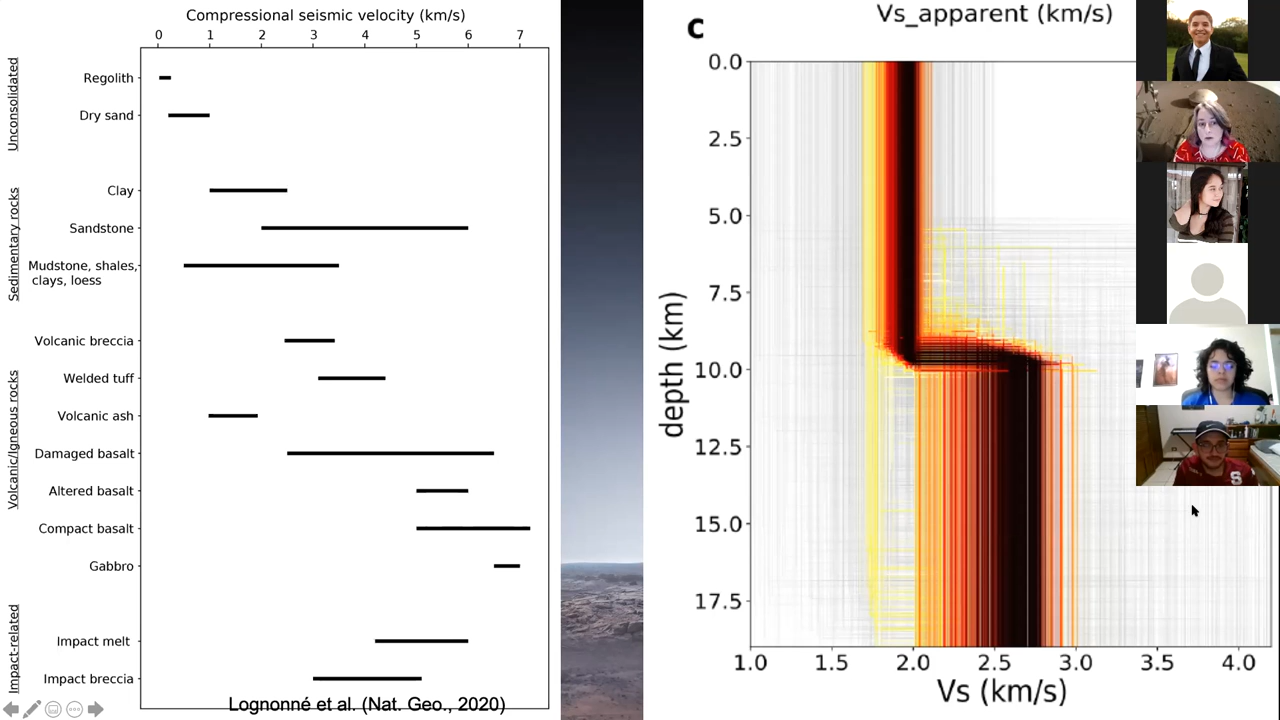 Compressional seismic velocity (km/s)
0 1 2 3 4 5 6 7
Unconsolidated
Regolith
Dry sand
Sedimentary rocks
Clay
Sandstone
Mudstone, shales,
clays, loess
Volcanic/Igneous rocks
Volcanic breccia
Welded tuff
Volcanic ash
Damaged basalt
Altered basalt
Compact basalt
Gabbro
Impact-related
Impact melt
Impact breccia
Lognonné et al. (Nat. Geo., 2020)
c
Vs_apparent (km/s)
depth (km)
0.0
2.5
5.0
7.5
10.0
12.5
15.0
17.5
1.0 1.5 2.0 2.5 3.0 3.5 4.0
Vs (km/s)
S